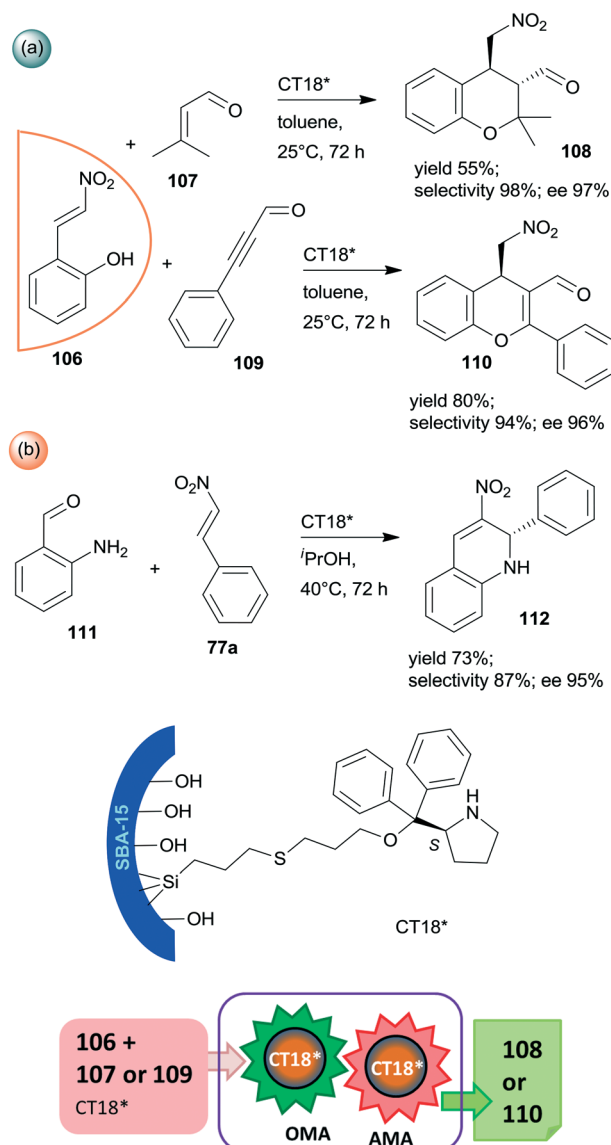 (a)
NO₂
O
O
108
yield 55%;
selectivity 98%; ee 97%
CT18*
toluene,
25°C, 72 h
+
O
107
NO₂
OH
106
+
O
109
CT18*
toluene,
25°C, 72 h
NO₂
O
O
110
yield 80%;
selectivity 94%; ee 96%
(b)
O
NH₂
111
+
O₂N
77a
CT18*
ⁱPrOH,
40°C, 72 h
NO₂
NH
112
yield 73%;
selectivity 87%; ee 95%
SBA-15
OH
OH
OH
Si
OH
S
O
H
N
S
CT18*
106 +
107 or 109
CT18*
CT18*
CT18*
OMA
AMA
108
or
110